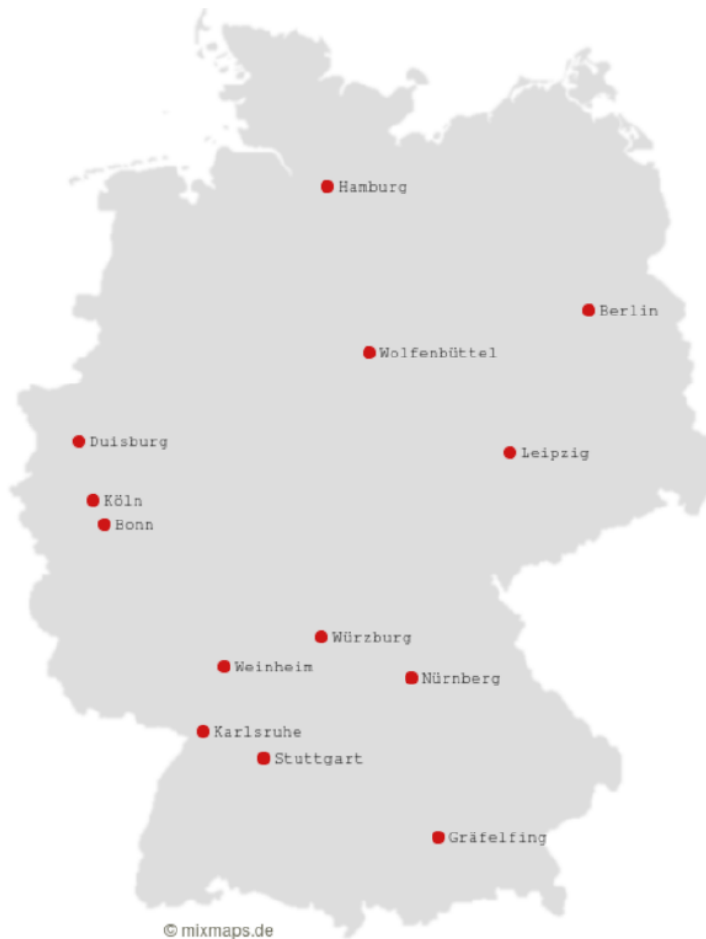 Hamburg
Berlin
Wolfenbüttel
Duisburg
Leipzig
Köln
Bonn
Würzburg
Weinheim
Nürnberg
Karlsruhe
Stuttgart
Gräfelfing
© mixmaps.de